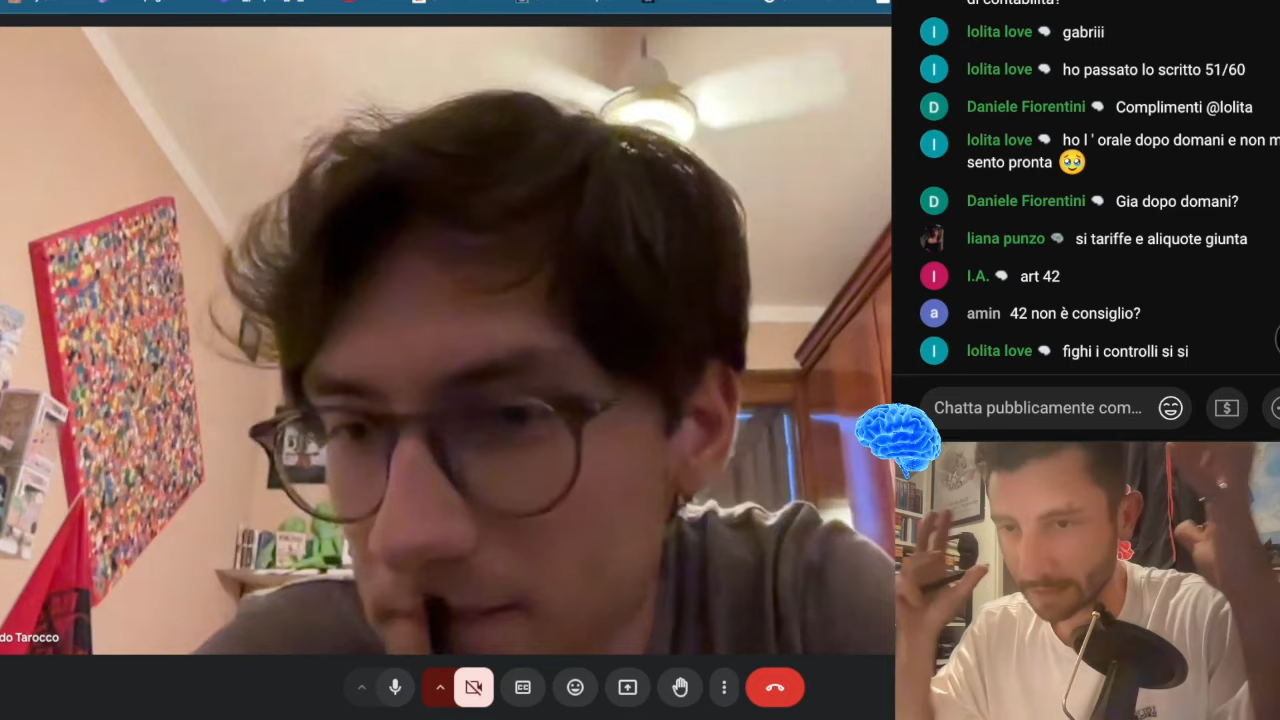 di contabilità?
lolita love gabriii
lolita love ho passato lo scritto 51/60
Daniele Fiorentini Complimenti @lolita
lolita love ho l ' orale dopo domani e non m
sento pronta 🥹
Daniele Fiorentini Gia dopo domani?
liana punzo si tariffe e aliquote giunta
I.A. art 42
amin 42 non è consiglio?
lolita love fighi i controlli si si
Chatta pubblicamente com...
do Tarocco